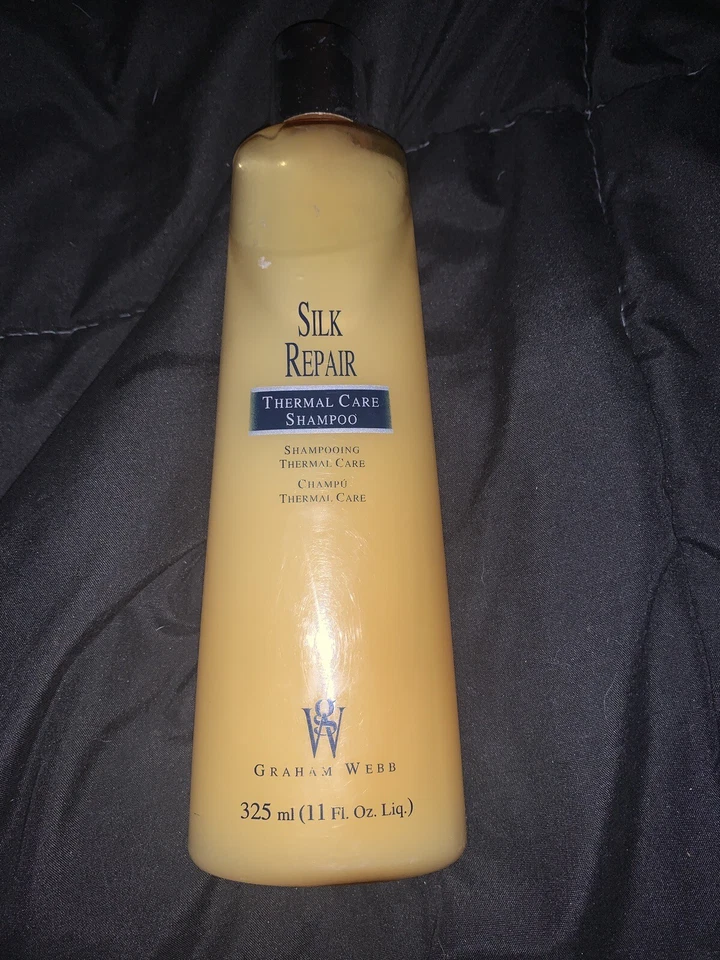 SILK
REPAIR
THERMAL CARE
SHAMPOO
SHAMPOOING
THERMAL CARE
CHAMPÚ
THERMAL CARE
GW
GRAHAM WEBB
325 ml (11 Fl. Oz. Liq.)